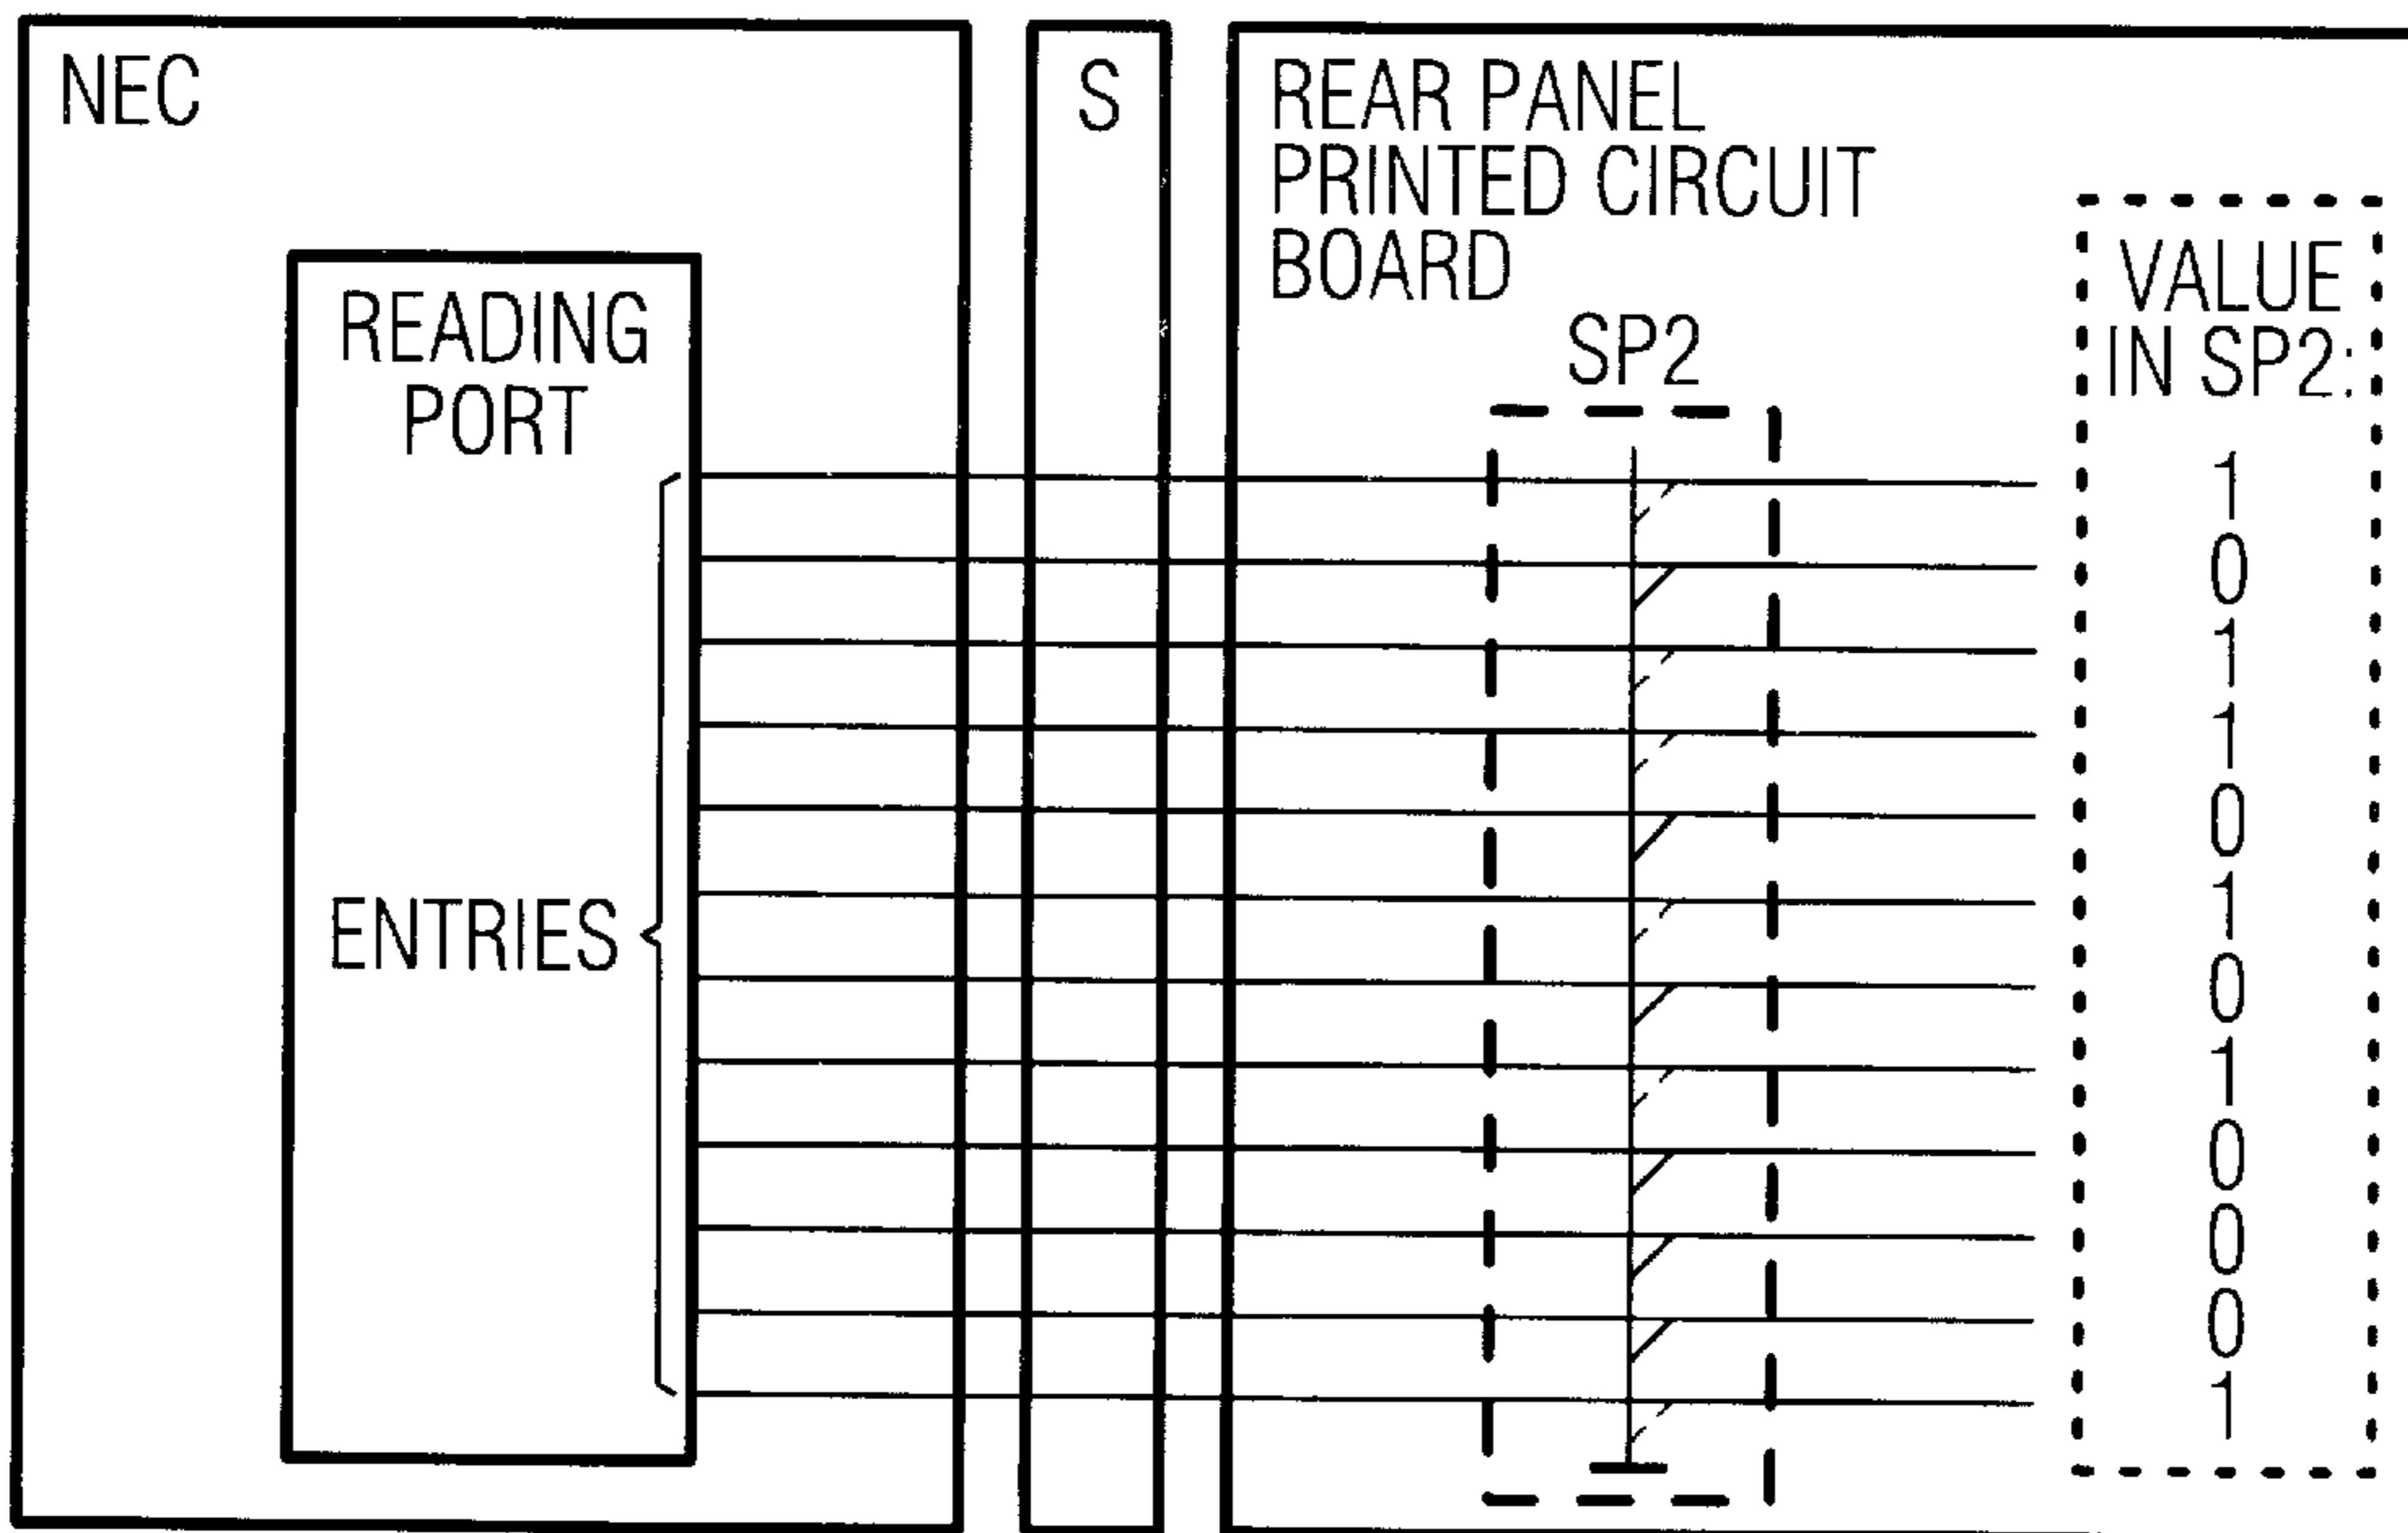 NEC
S
REAR PANEL
PRINTED CIRCUIT
BOARD
READING
PORT
ENTRIES
SP2
VALUE
IN SP2:
1
0
1
1
0
1
0
1
0
0
0
1